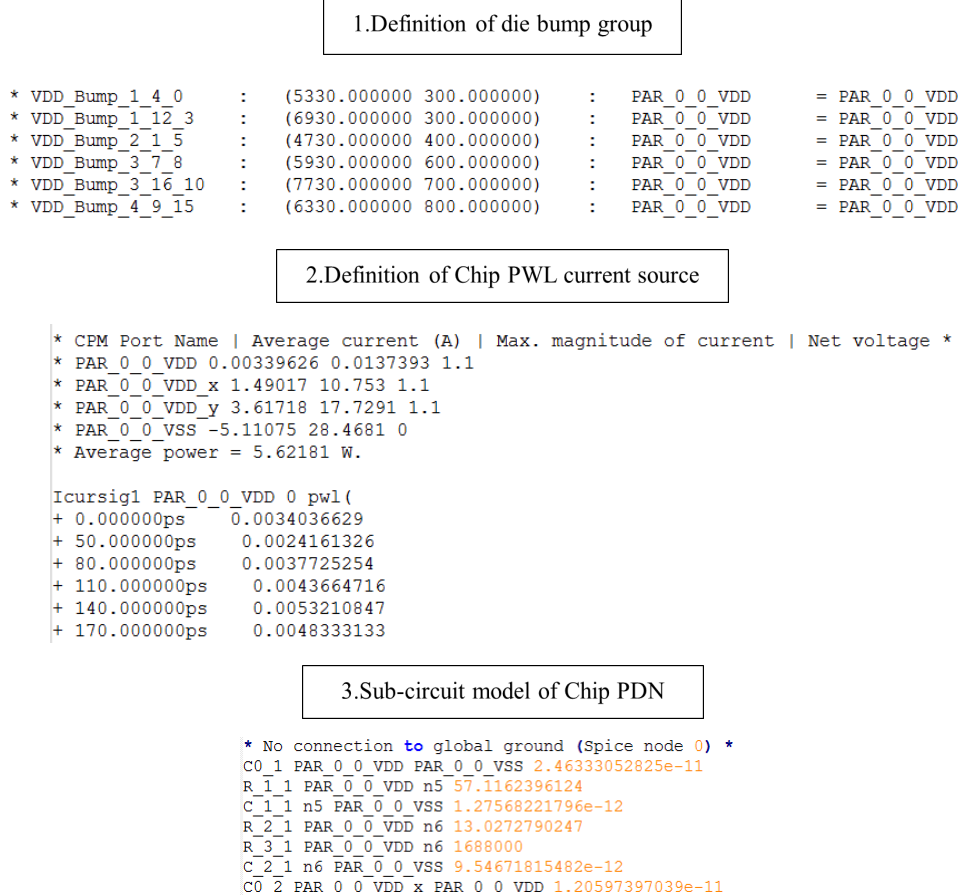 1.Definition of die bump group
* VDD_Bump_1_4_0 : (5330.000000 300.000000) : PAR_0_0_VDD = PAR_0_0_VDD
* VDD_Bump_1_12_3 : (6930.000000 300.000000) : PAR_0_0_VDD = PAR_0_0_VDD
* VDD_Bump_2_1_5 : (4730.000000 400.000000) : PAR_0_0_VDD = PAR_0_0_VDD
* VDD_Bump_3_7_8 : (5930.000000 600.000000) : PAR_0_0_VDD = PAR_0_0_VDD
* VDD_Bump_3_16_10 : (7730.000000 700.000000) : PAR_0_0_VDD = PAR_0_0_VDD
* VDD_Bump_4_9_15 : (6330.000000 800.000000) : PAR_0_0_VDD = PAR_0_0_VDD
2.Definition of Chip PWL current source
* CPM Port Name | Average current (A) | Max. magnitude of current | Net voltage *
* PAR_0_0_VDD 0.00339626 0.0137393 1.1
* PAR_0_0_VDD_x 1.49017 10.753 1.1
* PAR_0_0_VDD_y 3.61718 17.7291 1.1
* PAR_0_0_VSS -5.11075 28.4681 0
* Average power = 5.62181 W.
Icursig1 PAR_0_0_VDD 0 pwl(
+ 0.000000ps 0.0034036629
+ 50.000000ps 0.0024161326
+ 80.000000ps 0.0037725254
+ 110.000000ps 0.0043664716
+ 140.000000ps 0.0053210847
+ 170.000000ps 0.0048333133
3.Sub-circuit model of Chip PDN
* No connection to global ground (Spice node 0) *
C0_1 PAR_0_0_VDD PAR_0_0_VSS 2.46333052825e-11
R_1_1 PAR_0_0_VDD n5 57.1162396124
C_1_1 n5 PAR_0_0_VSS 1.27568221796e-12
R_2_1 PAR_0_0_VDD n6 13.0272790247
R_3_1 PAR_0_0_VDD n6 1688000
C_2_1 n6 PAR_0_0_VSS 9.54671815482e-12
C0_2 PAR_0_0_VDD_x PAR_0_0_VDD 1.20597397039e-11